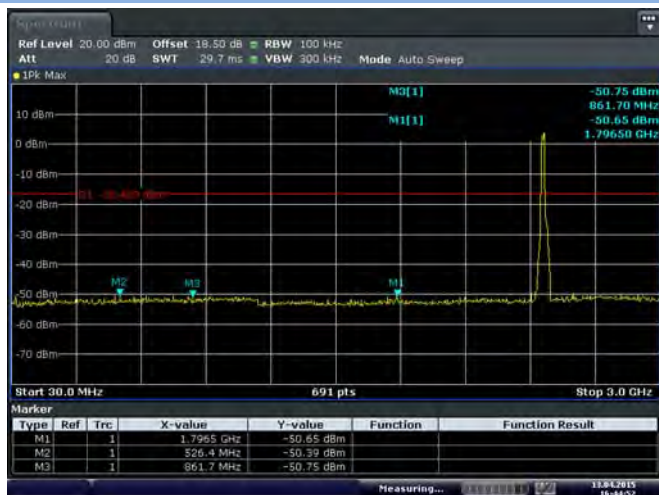 Spectrum
Ref Level 20.00 dBm Offset 18.50 dB RBW 100 kHz
Att 20 dB SWT 29.7 ms VBW 300 kHz Mode Auto Sweep
1Pk Max
M3[1] -50.75 dBm
861.70 MHz
10 dBm
M1[1] -50.65 dBm
1.79650 GHz
0 dBm
-10 dBm
D1
-20 dBm
-30 dBm
-40 dBm
M2 M3 M1
-50 dBm
-60 dBm
-70 dBm
Start 30.0 MHz 691 pts Stop 3.0 GHz
Marker
Type Ref Trc X-value Y-value Function Function Result
M1 1 1.7965 GHz -50.65 dBm
M2 1 526.4 MHz -50.39 dBm
M3 1 861.7 MHz -50.75 dBm
Measuring... 13.04.2015
16:44:52